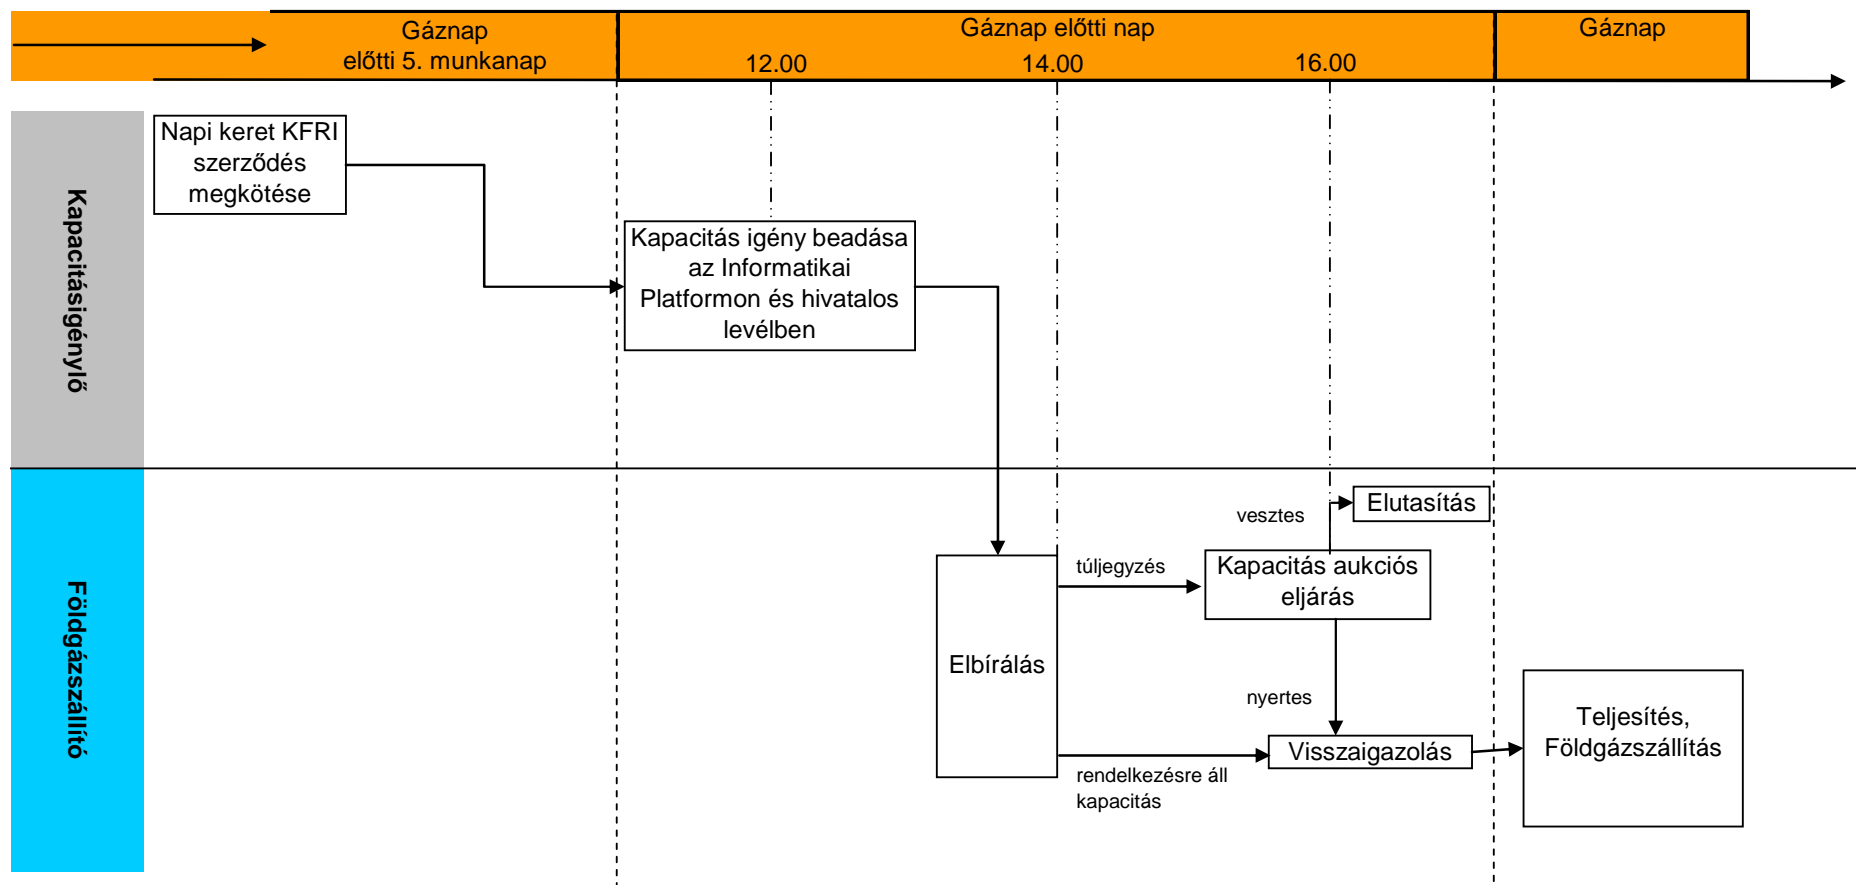 Gáznap
előtti 5. munkanap
Gáznap előtti nap
12.00
14.00
16.00
Gáznap
Kapacitásigénylő
Napi keret KFRI
szerződés
megkötése
Kapacitás igény beadása
az Informatikai
Platformon és hivatalos
levélben
Földgázszállító
Elbírálás
túljegyzés
rendelkezésre áll
kapacitás
Kapacitás aukciós
eljárás
vesztes
Elutasítás
nyertes
Visszaigazolás
Teljesítés,
Földgázszállítás